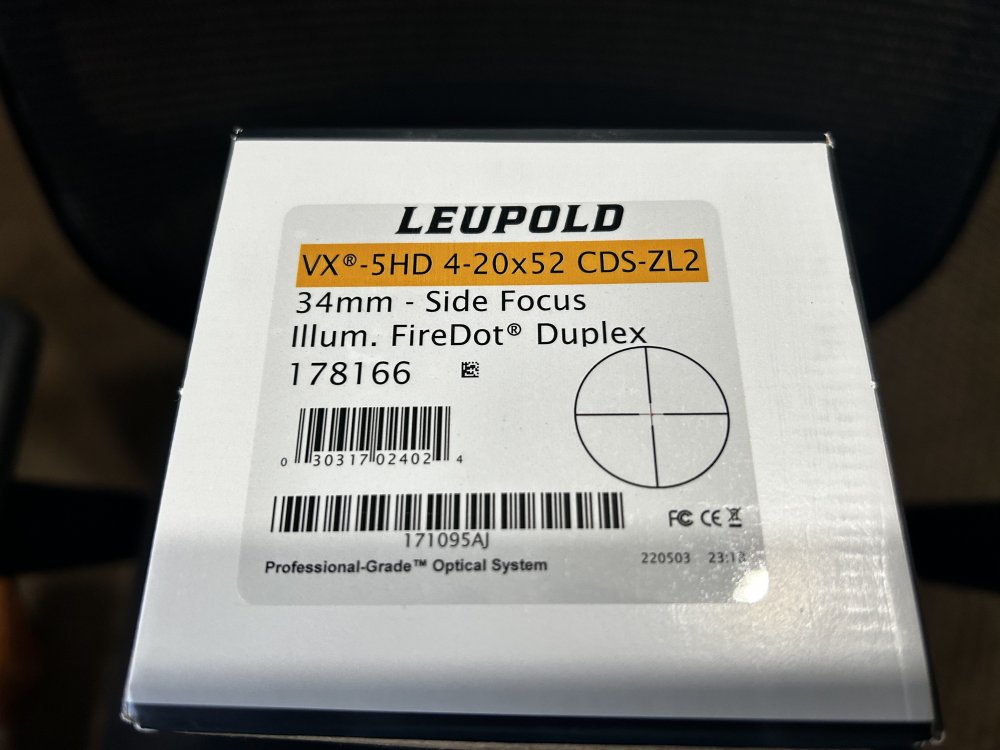 LEUPOLD
VX®-5HD 4-20x52 CDS-ZL2
34mm - Side Focus
Illum. FireDot® Duplex
178166
0 30317 02402 4
171095AJ
FC CE
Professional-Grade™ Optical System
220503 23:13